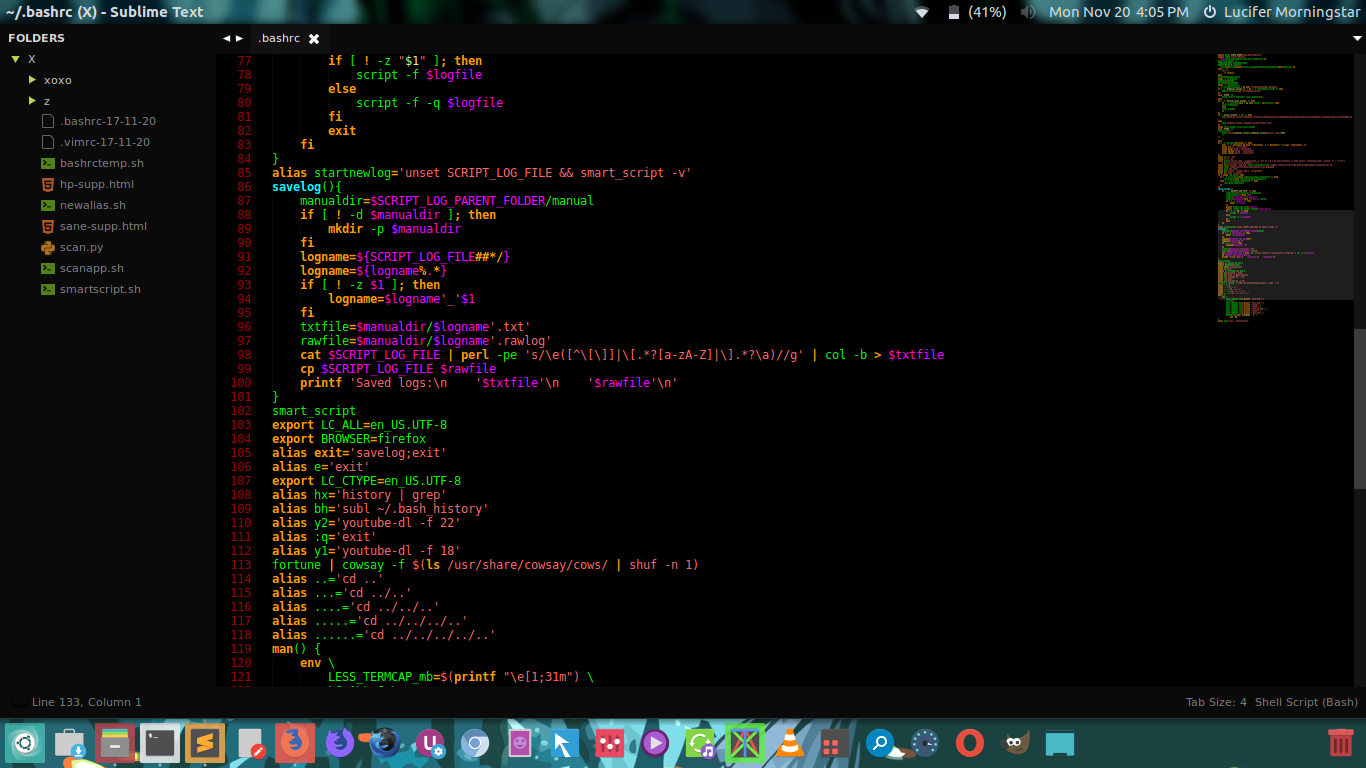 ~/.bashrc (X) - Sublime Text
(41%) Mon Nov 20 4:05 PM Lucifer Morningstar
FOLDERS
X
xoxo
z
.bashrc-17-11-20
.vimrc-17-11-20
bashrctemp.sh
hp-supp.html
newalias.sh
sane-supp.html
scan.py
scanapp.sh
smartscript.sh
.bashrc
77 if [ ! -z "$1" ]; then
78 script -f $logfile
79 else
80 script -f -q $logfile
81 fi
82 exit
83 fi
84 }
85 alias startnewlog='unset SCRIPT_LOG_FILE && smart_script -v'
86 savelog(){
87 manualdir=$SCRIPT_LOG_PARENT_FOLDER/manual
88 if [ ! -d $manualdir ]; then
89 mkdir -p $manualdir
90 fi
91 logname=${SCRIPT_LOG_FILE##*/}
92 logname=${logname%.*}
93 if [ ! -z $1 ]; then
94 logname=$logname'_'$1
95 fi
96 txtfile=$manualdir/$logname'.txt'
97 rawfile=$manualdir/$logname'.rawlog'
98 cat $SCRIPT_LOG_FILE | perl -pe 's/\e([^\[\]]|\[.*?[a-zA-Z]|\].*?\a)//g' | col -b > $txtfile
99 cp $SCRIPT_LOG_FILE $rawfile
100 printf 'Saved logs:\n    '$txtfile'\n    '$rawfile'\n'
101 }
102 smart_script
103 export LC_ALL=en_US.UTF-8
104 export BROWSER=firefox
105 alias exit='savelog;exit'
106 alias e='exit'
107 export LC_CTYPE=en_US.UTF-8
108 alias hx='history | grep'
109 alias bh='subl ~/.bash_history'
110 alias y2='youtube-dl -f 22'
111 alias :q='exit'
112 alias y1='youtube-dl -f 18'
113 fortune | cowsay -f $(ls /usr/share/cowsay/cows/ | shuf -n 1)
114 alias ..='cd ..'
115 alias ...='cd ../..'
116 alias ....='cd ../../..'
117 alias .....='cd ../../../..'
118 alias ......='cd ../../../../..'
119 man() {
120 env \
121 LESS_TERMCAP_mb=$(printf "\e[1;31m") \
Line 133, Column 1
Tab Size: 4 Shell Script (Bash)